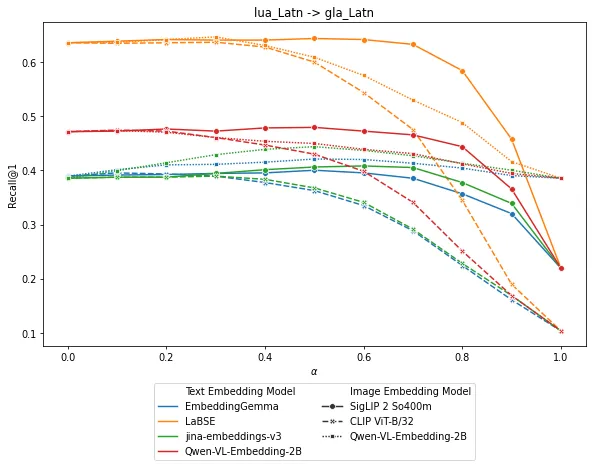 lua_Latn -> gla_Latn
Recall@1
0.6
0.5
0.4
0.3
0.2
0.1
0.0 0.2 0.4 0.6 0.8 1.0
α
Text Embedding Model Image Embedding Model
EmbeddingGemma SigLIP 2 So400m
LaBSE CLIP ViT-B/32
jina-embeddings-v3 Qwen-VL-Embedding-2B
Qwen-VL-Embedding-2B